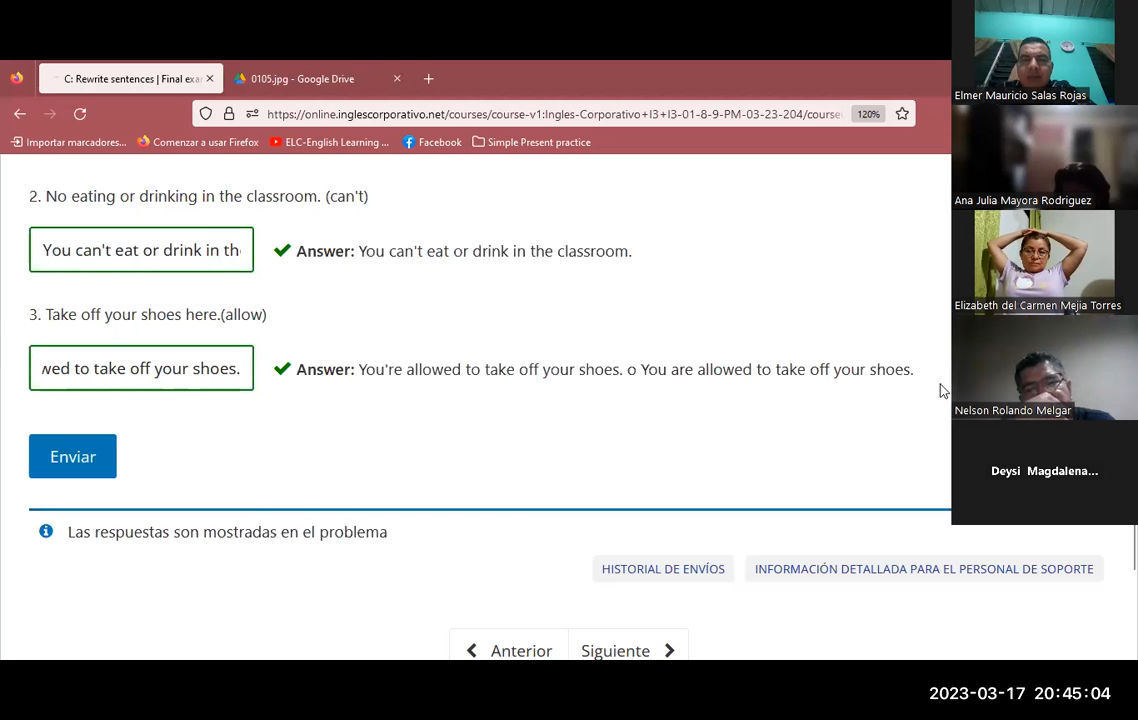 C: Rewrite sentences | Final exa
0105.jpg - Google Drive
https://online.inglescorporativo.net/courses/course-v1:Ingles-Corporativo+I3+I3-01-8-9-PM-03-23-204/course
120%
Importar marcadores...
Comenzar a usar Firefox
ELC-English Learning ...
Facebook
Simple Present practice
2. No eating or drinking in the classroom. (can't)
You can't eat or drink in th
Answer: You can't eat or drink in the classroom.
3. Take off your shoes here.(allow)
wed to take off your shoes.
Answer: You're allowed to take off your shoes. o You are allowed to take off your shoes.
Enviar
Las respuestas son mostradas en el problema
HISTORIAL DE ENVÍOS
INFORMACIÓN DETALLADA PARA EL PERSONAL DE SOPORTE
Anterior
Siguiente
Elmer Mauricio Salas Rojas
Ana Julia Mayora Rodriguez
Elizabeth del Carmen Mejia Torres
Nelson Rolando Melgar
Deysi Magdalena...
2023-03-17 20:45:04